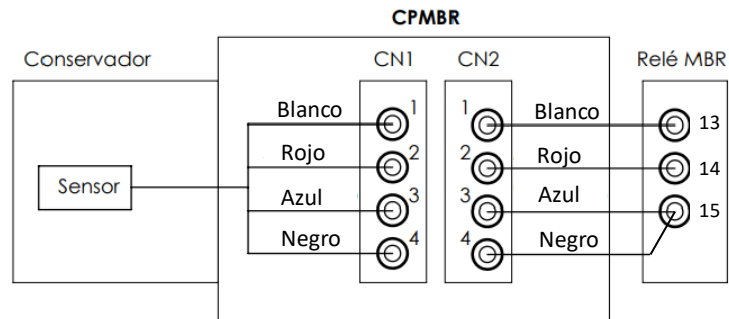 CPMBR
Conservador
CN1
CN2
Relé MBR
Blanco
1
1
Blanco
13
Rojo
2
2
Rojo
14
Sensor
Azul
3
3
Azul
15
Negro
4
4
Negro